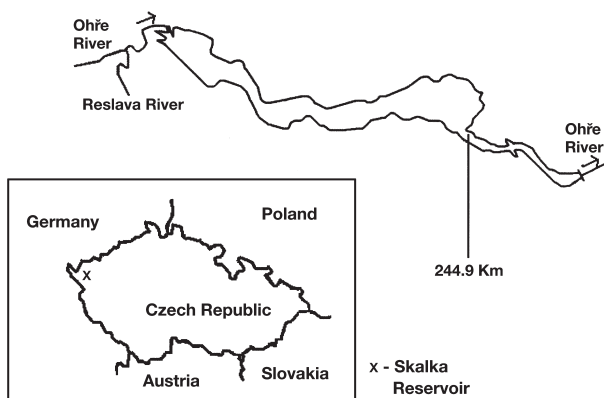 Ohře
River
Reslava River
Ohře
River
244.9 Km
Germany
Poland
Czech Republic
Austria
Slovakia
x
x - Skalka
Reservoir